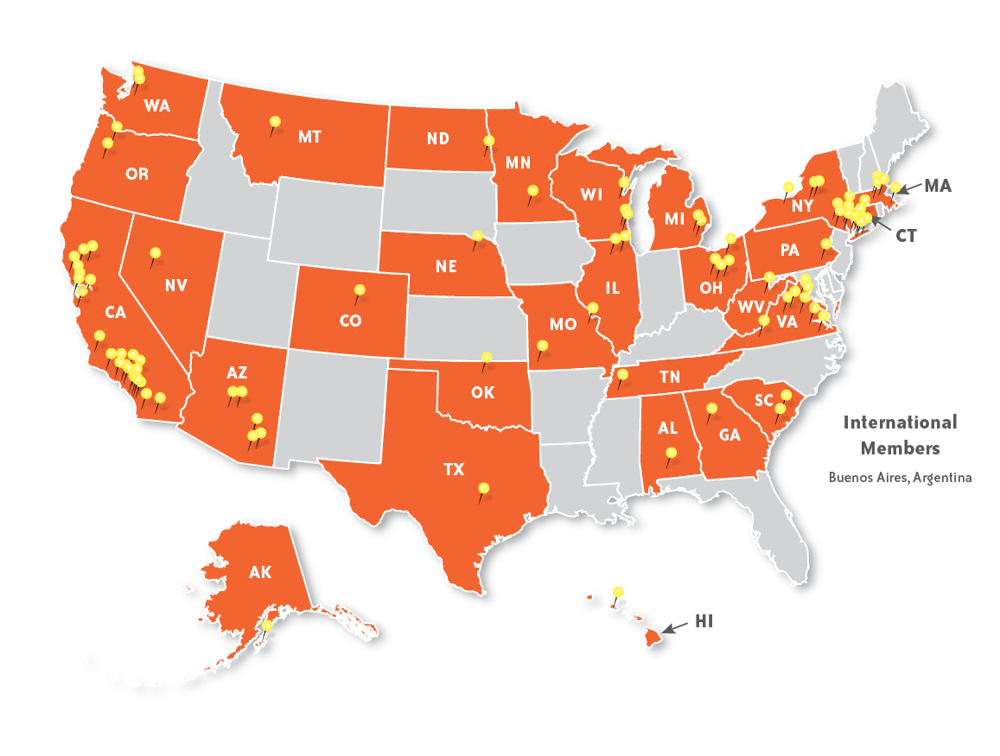 WA
MT
ND
MN
OR
WI
MI
NY
MA
CT
NE
PA
NV
IL
OH
CA
CO
MO
WV
VA
AZ
OK
TN
SC
AL
GA
TX
International
Members
Buenos Aires, Argentina
AK
HI